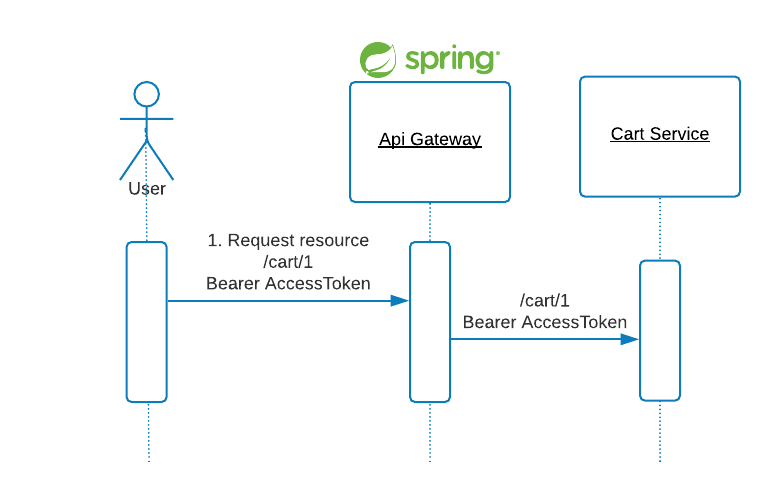 spring
Api Gateway
Cart Service
User
1. Request resource
/cart/1
Bearer AccessToken
/cart/1
Bearer AccessToken